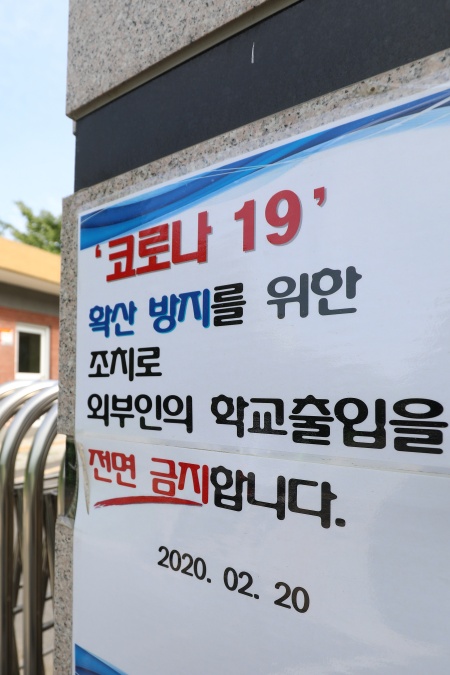 '코로나 19'
확산 방지를 위한
조치로
외부인의 학교출입을
전면 금지합니다.
2020. 02. 20